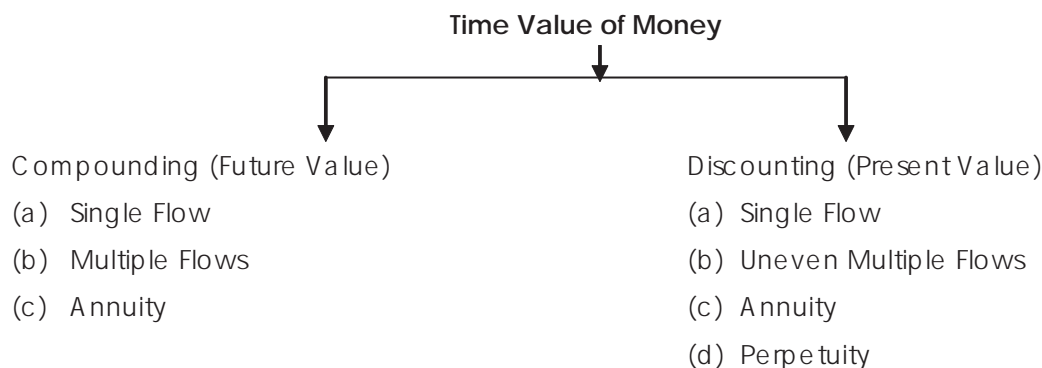 Time Value of Money
Compounding (Future Value)
(a) Single Flow
(b) Multiple Flows
(c) Annuity
Discounting (Present Value)
(a) Single Flow
(b) Uneven Multiple Flows
(c) Annuity
(d) Perpetuity